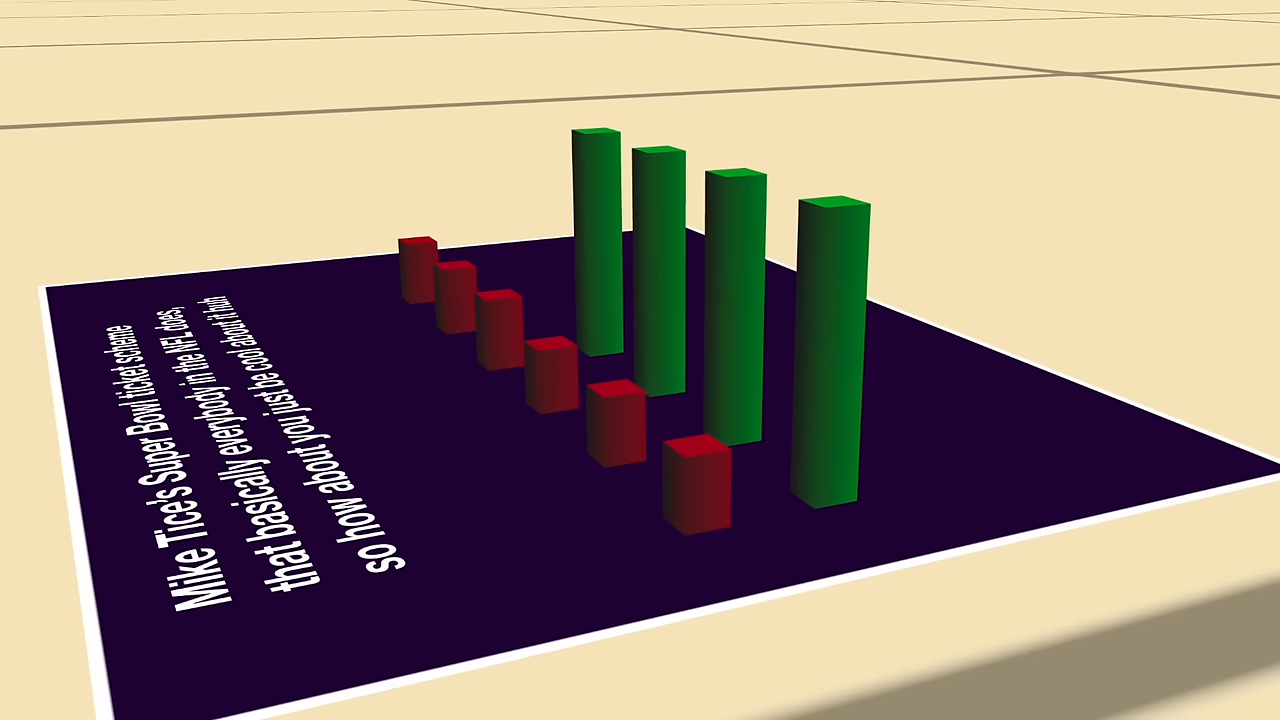 Mike Tice's Super Bowl ticket scheme
that basically everybody in the NFL does,
so how about you just be cool about it huh